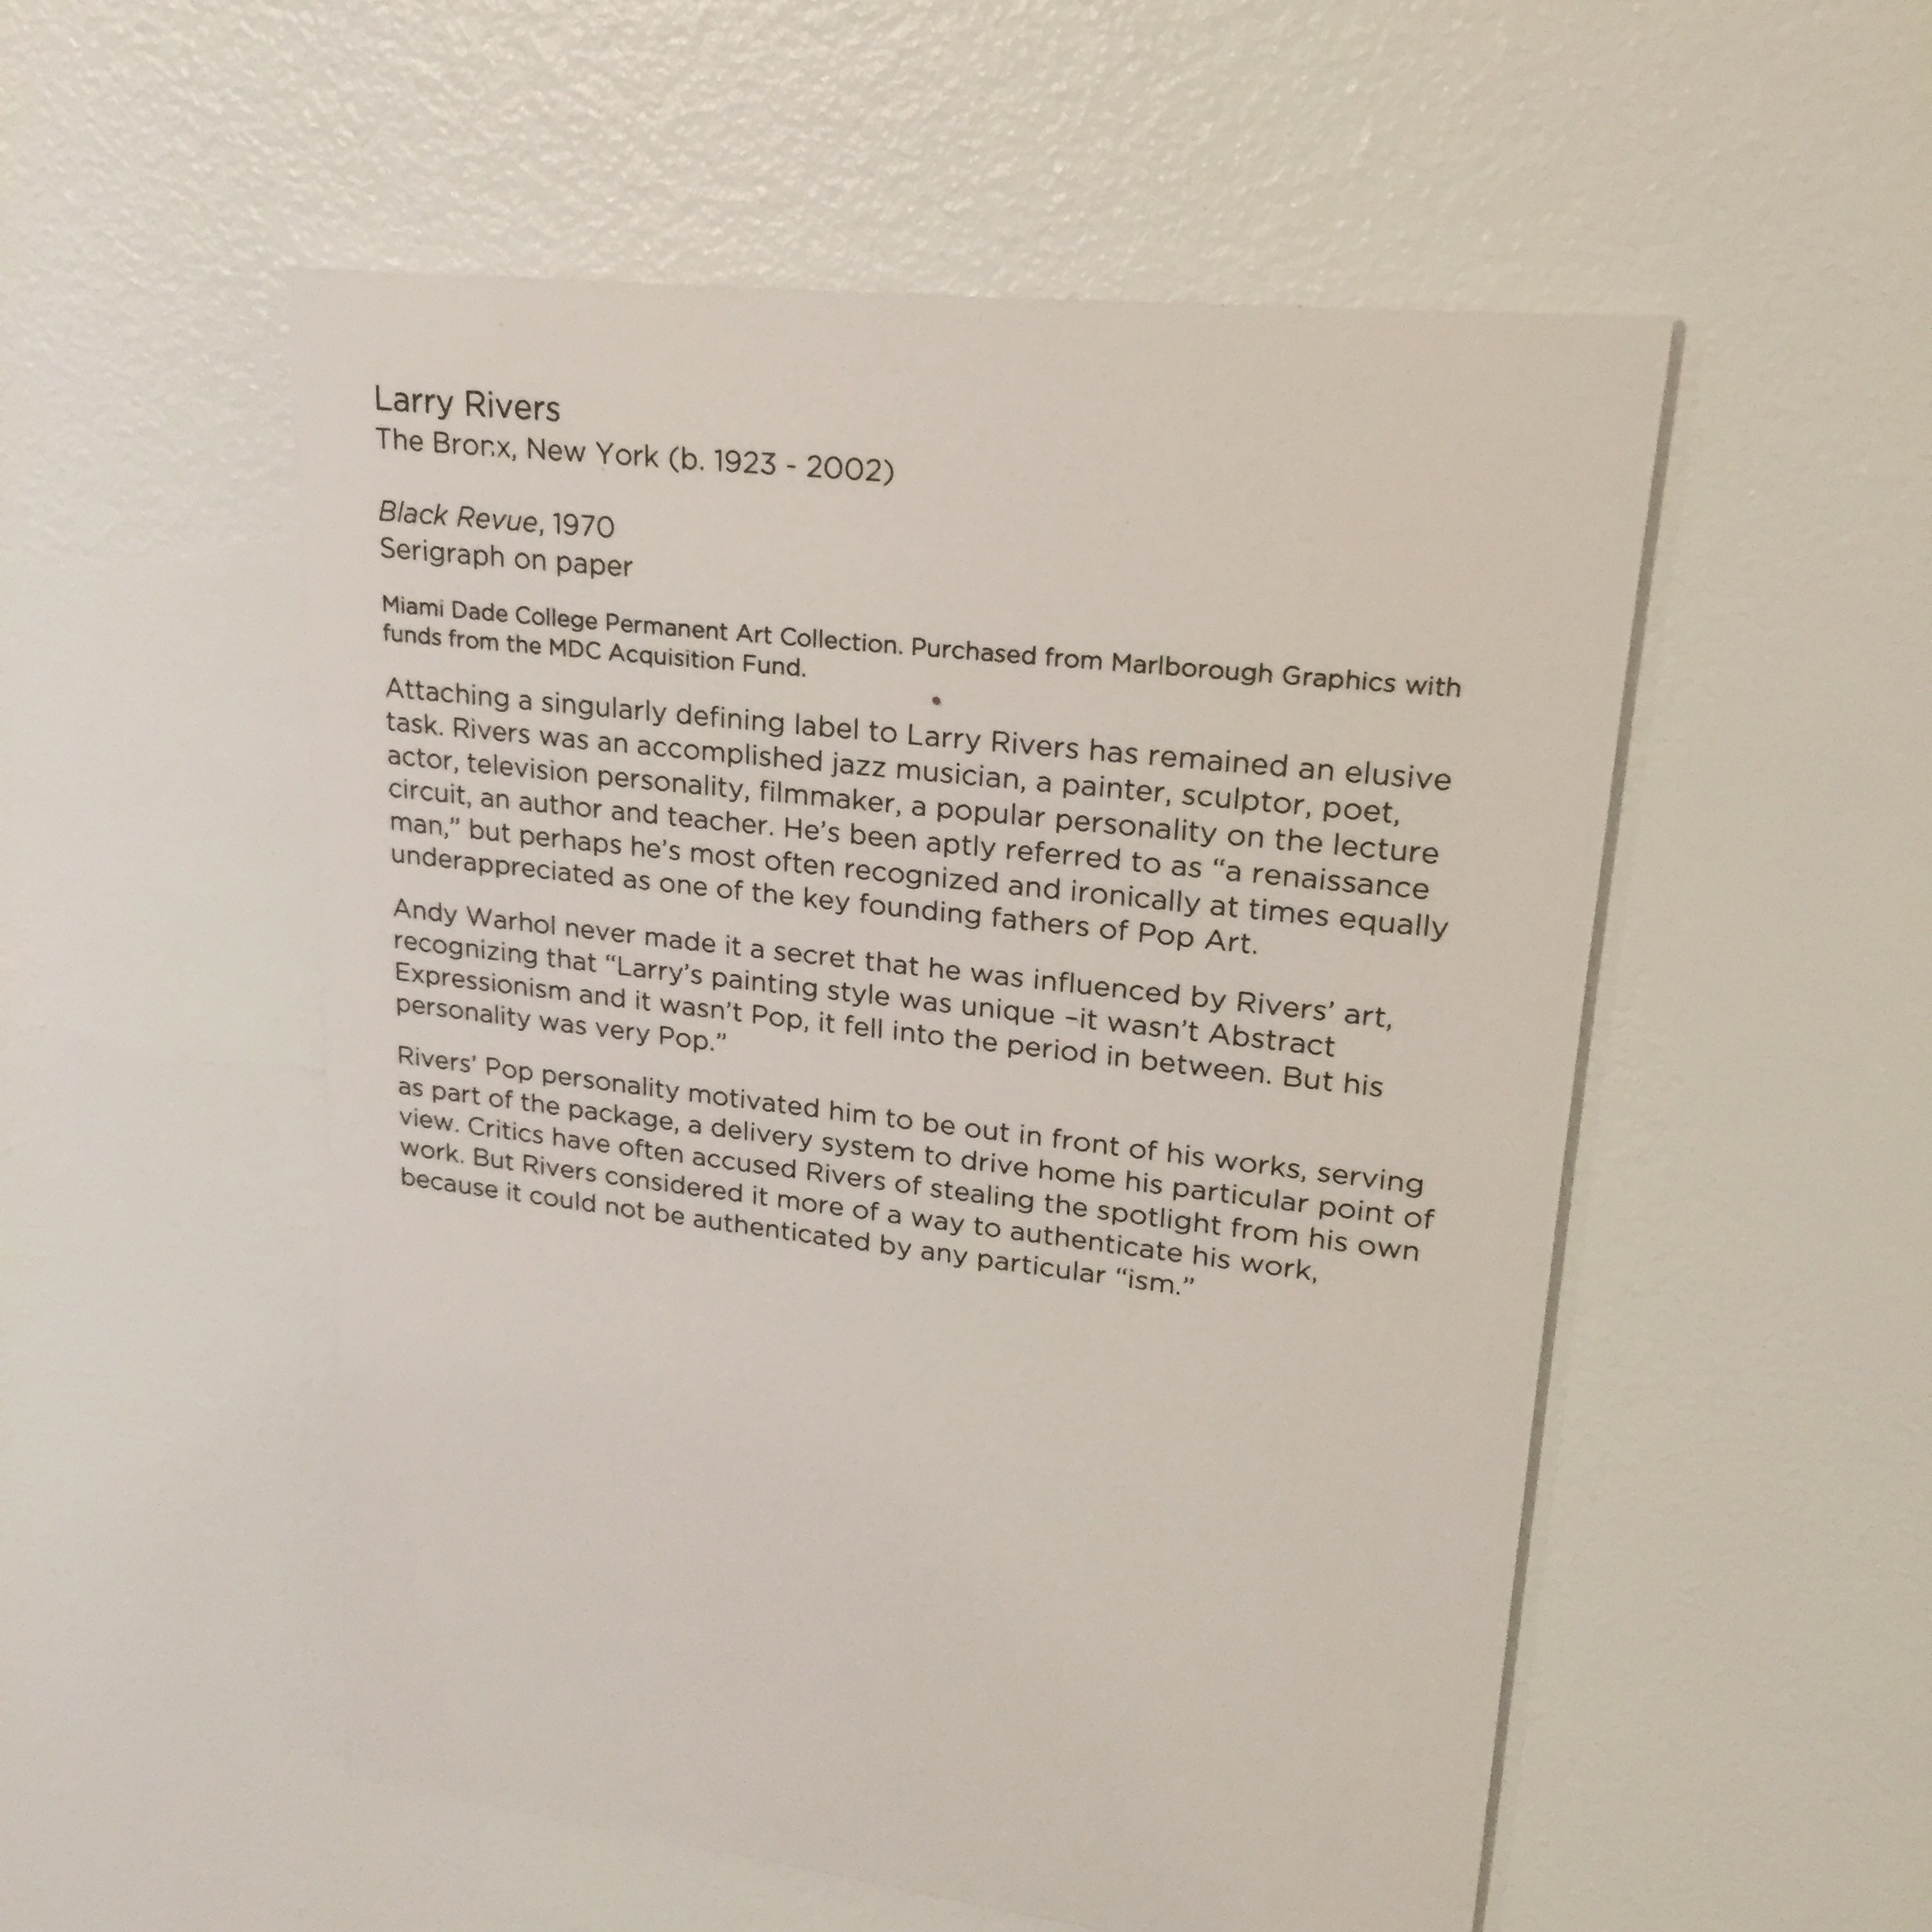 Larry Rivers
The Bronx, New York (b. 1923 - 2002)
Black Revue, 1970
Serigraph on paper
Miami Dade College Permanent Art Collection. Purchased from Marlborough Graphics with
funds from the MDC Acquisition Fund.
Attaching a singularly defining label to Larry Rivers has remained an elusive
task. Rivers was an accomplished jazz musician, a painter, sculptor, poet,
actor, television personality, filmmaker, a popular personality on the lecture
circuit, an author and teacher. He’s been aptly referred to as “a renaissance
man,” but perhaps he’s most often recognized and ironically at times equally
underappreciated as one of the key founding fathers of Pop Art.
Andy Warhol never made it a secret that he was influenced by Rivers’ art,
recognizing that “Larry’s painting style was unique –it wasn’t Abstract
Expressionism and it wasn’t Pop, it fell into the period in between. But his
personality was very Pop.”
Rivers’ Pop personality motivated him to be out in front of his works, serving
as part of the package, a delivery system to drive home his particular point of
view. Critics have often accused Rivers of stealing the spotlight from his own
work. But Rivers considered it more of a way to authenticate his work,
because it could not be authenticated by any particular “ism.”